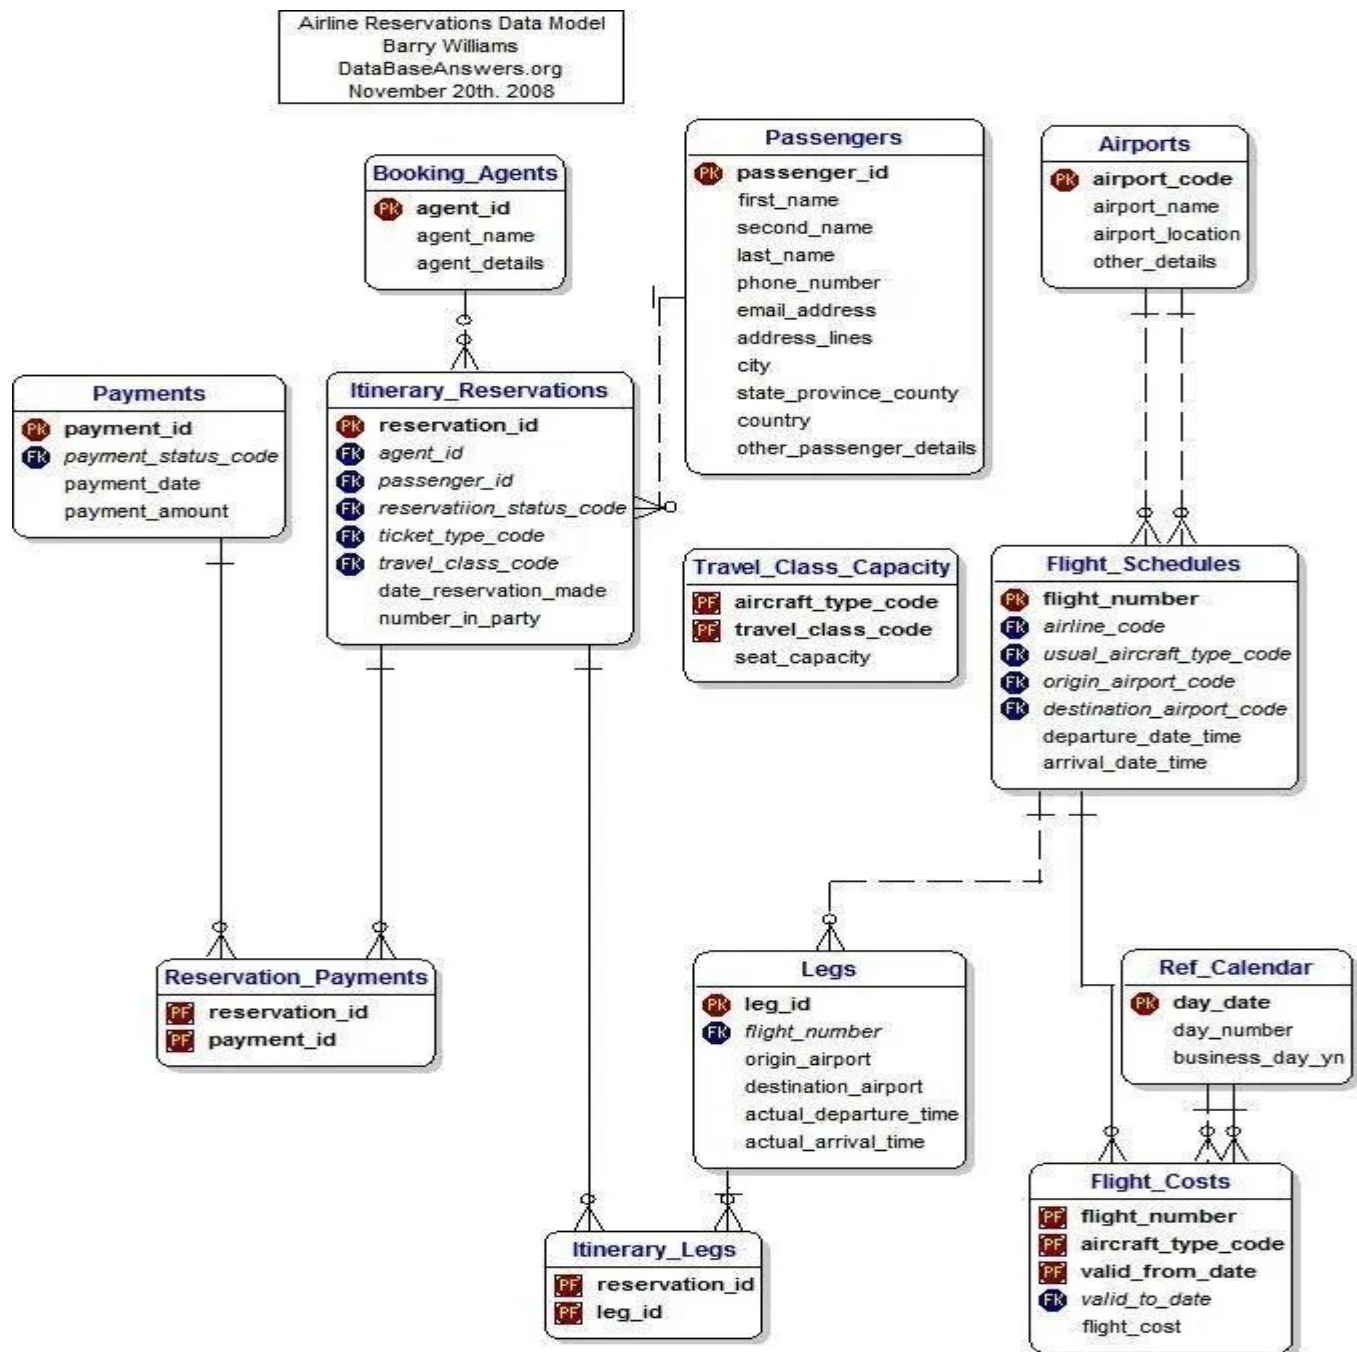 Airline Reservations Data Model
Barry Williams
DataBaseAnswers.org
November 20th. 2008
Booking_Agents
PK agent_id
agent_name
agent_details
Passengers
PK passenger_id
first_name
second_name
last_name
phone_number
email_address
address_lines
city
state_province_county
country
other_passenger_details
Airports
PK airport_code
airport_name
airport_location
other_details
Payments
PK payment_id
FK payment_status_code
payment_date
payment_amount
Itinerary_Reservations
PK reservation_id
FK agent_id
FK passenger_id
FK reservatiion_status_code
FK ticket_type_code
FK travel_class_code
date_reservation_made
number_in_party
Travel_Class_Capacity
PF aircraft_type_code
PF travel_class_code
seat_capacity
Flight_Schedules
PK flight_number
FK airline_code
FK usual_aircraft_type_code
FK origin_airport_code
FK destination_airport_code
departure_date_time
arrival_date_time
Reservation_Payments
PF reservation_id
PF payment_id
Legs
PK leg_id
FK flight_number
origin_airport
destination_airport
actual_departure_time
actual_arrival_time
Ref_Calendar
PK day_date
day_number
business_day_yn
Itinerary_Legs
PF reservation_id
PF leg_id
Flight_Costs
PF flight_number
PF aircraft_type_code
PF valid_from_date
FK valid_to_date
flight_cost